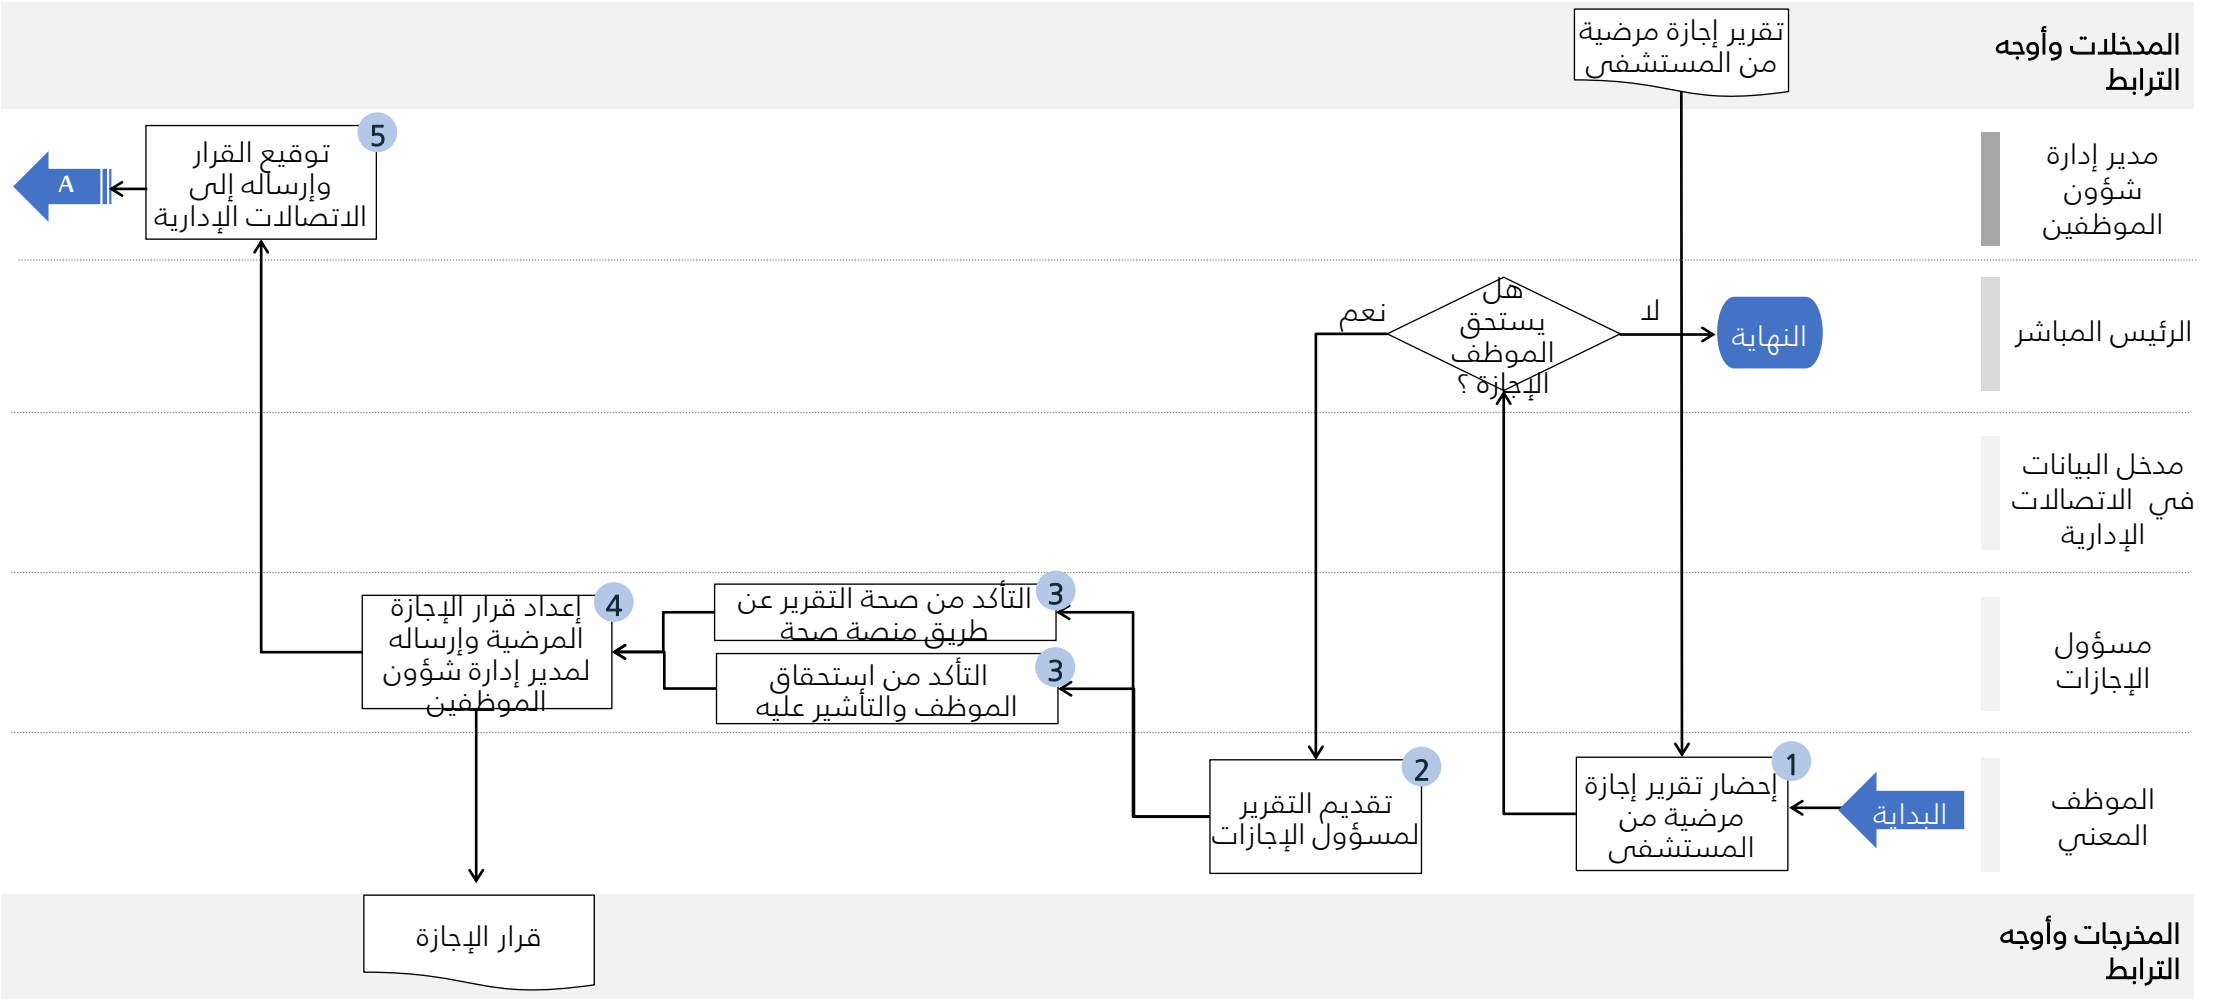 المدخلات وأوجه
الترابط
تقرير إجازة مرضية
من المستشفى
مدير إدارة
شؤون
الموظفين
5
توقيع القرار
وإرساله إلى
الاتصالات الإدارية
A
الرئيس المباشر
النهاية
لا
هل
يستحق
الموظف
الإجازة ؟
نعم
مدخل البيانات
في الاتصالات
الإدارية
مسؤول
الإجازات
3
التأكد من صحة التقرير عن
طريق منصة صحة
3
التأكد من استحقاق
الموظف والتأشير عليه
4
إعداد قرار الإجازة
المرضية وإرساله
لمدير إدارة شؤون
الموظفين
الموظف
المعني
البداية
1
إحضار تقرير إجازة
مرضية من
المستشفى
2
تقديم التقرير
لمسؤول الإجازات
المخرجات وأوجه
الترابط
قرار الإجازة